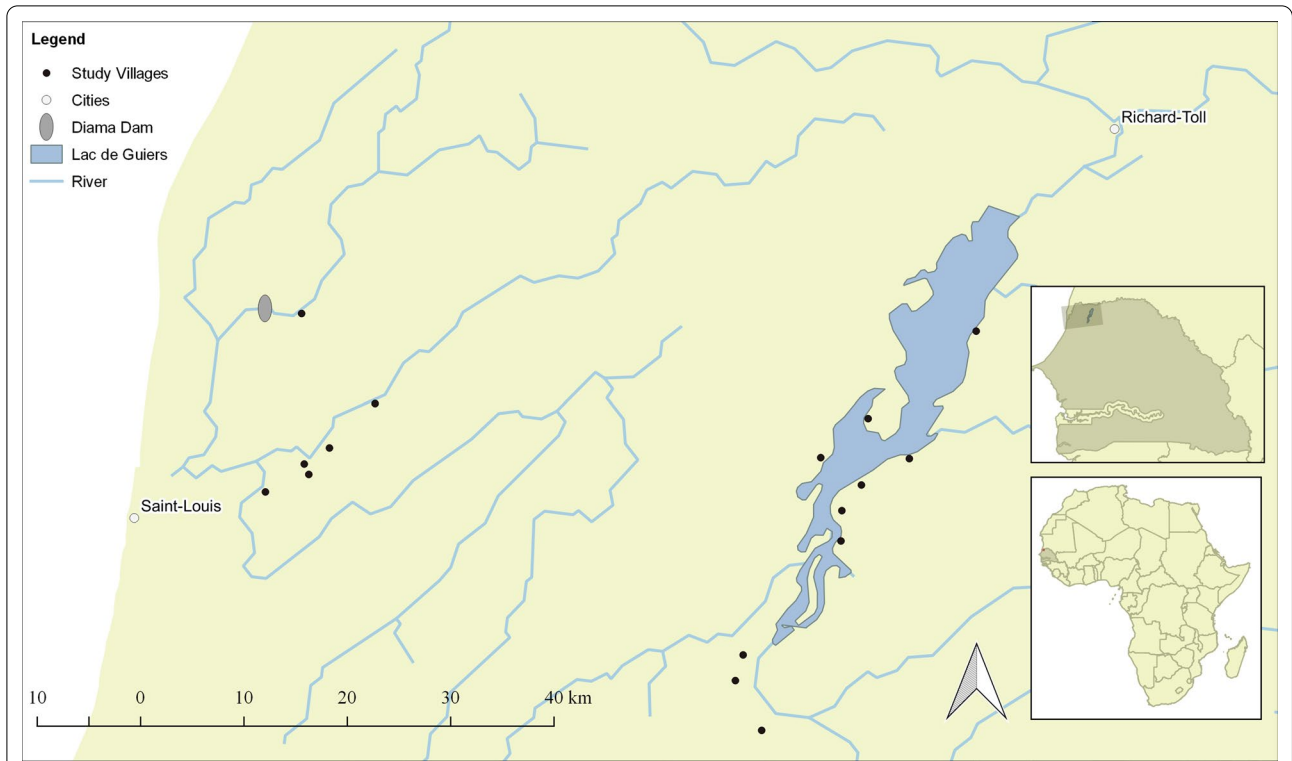 Legend
Study Villages
Cities
Diama Dam
Lac de Guiers
River
Richard-Toll
Saint-Louis
10 0 10 20 30 40 km